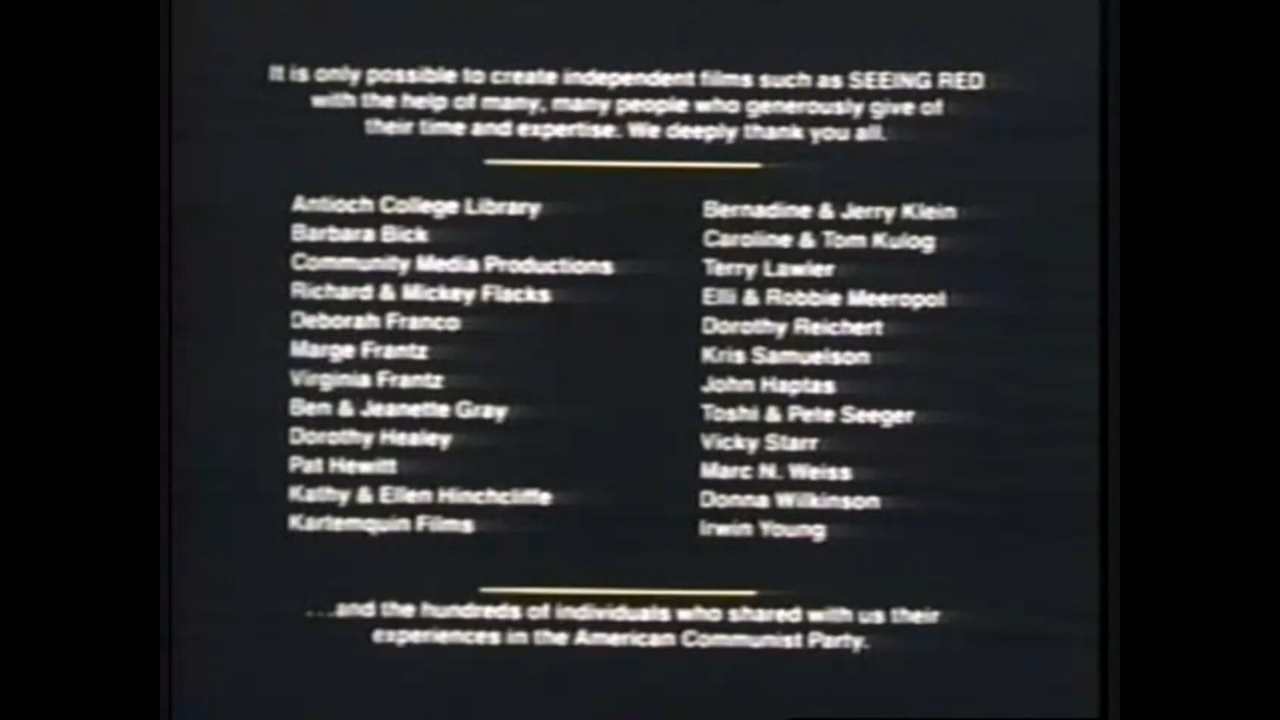 It is only possible to create independent films such as SEEING RED
with the help of many, many people who generously give of
their time and expertise. We deeply thank you all.
Antioch College Library
Barbara Bick
Community Media Productions
Richard & Mickey Flacks
Deborah Franco
Marge Frantz
Virginia Frantz
Ben & Jeanette Gray
Dorothy Healey
Pat Hewitt
Kathy & Ellen Hinchcliffe
Kartemquin Films
Bernadine & Jerry Klein
Caroline & Tom Kulog
Terry Lawler
Elli & Robbie Meeropol
Dorothy Reichert
Kris Samuelson
John Haptas
Toshi & Pete Seeger
Vicky Starr
Marc N. Weiss
Donna Wilkinson
Irwin Young
...and the hundreds of individuals who shared with us their
experiences in the American Communist Party.